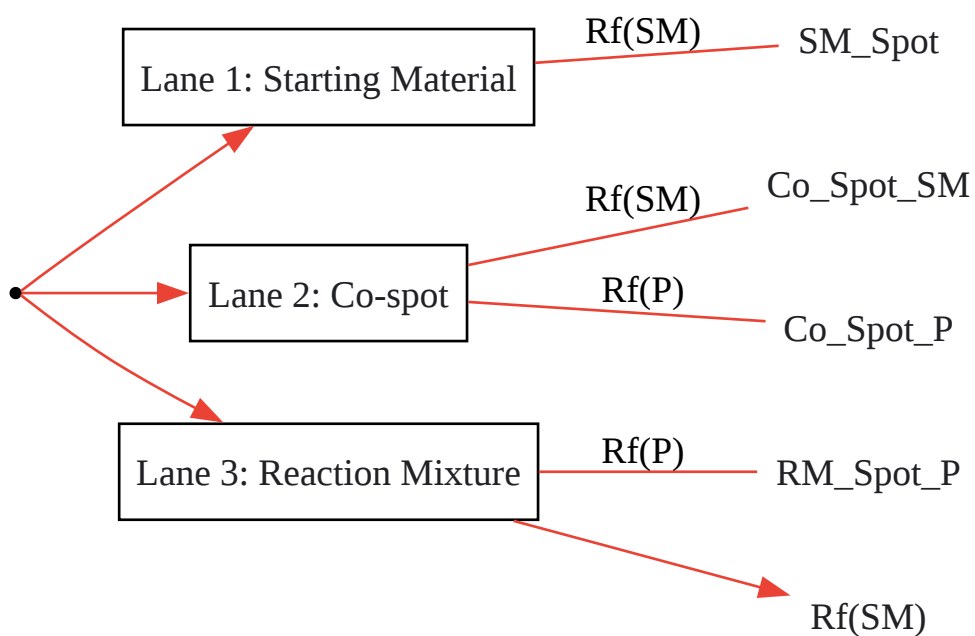 Rf(SM)
SM_Spot
Lane 1: Starting Material
Rf(SM)
Co_Spot_SM
Lane 2: Co-spot
Rf(P)
Co_Spot_P
Rf(P)
Lane 3: Reaction Mixture
RM_Spot_P
Rf(SM)